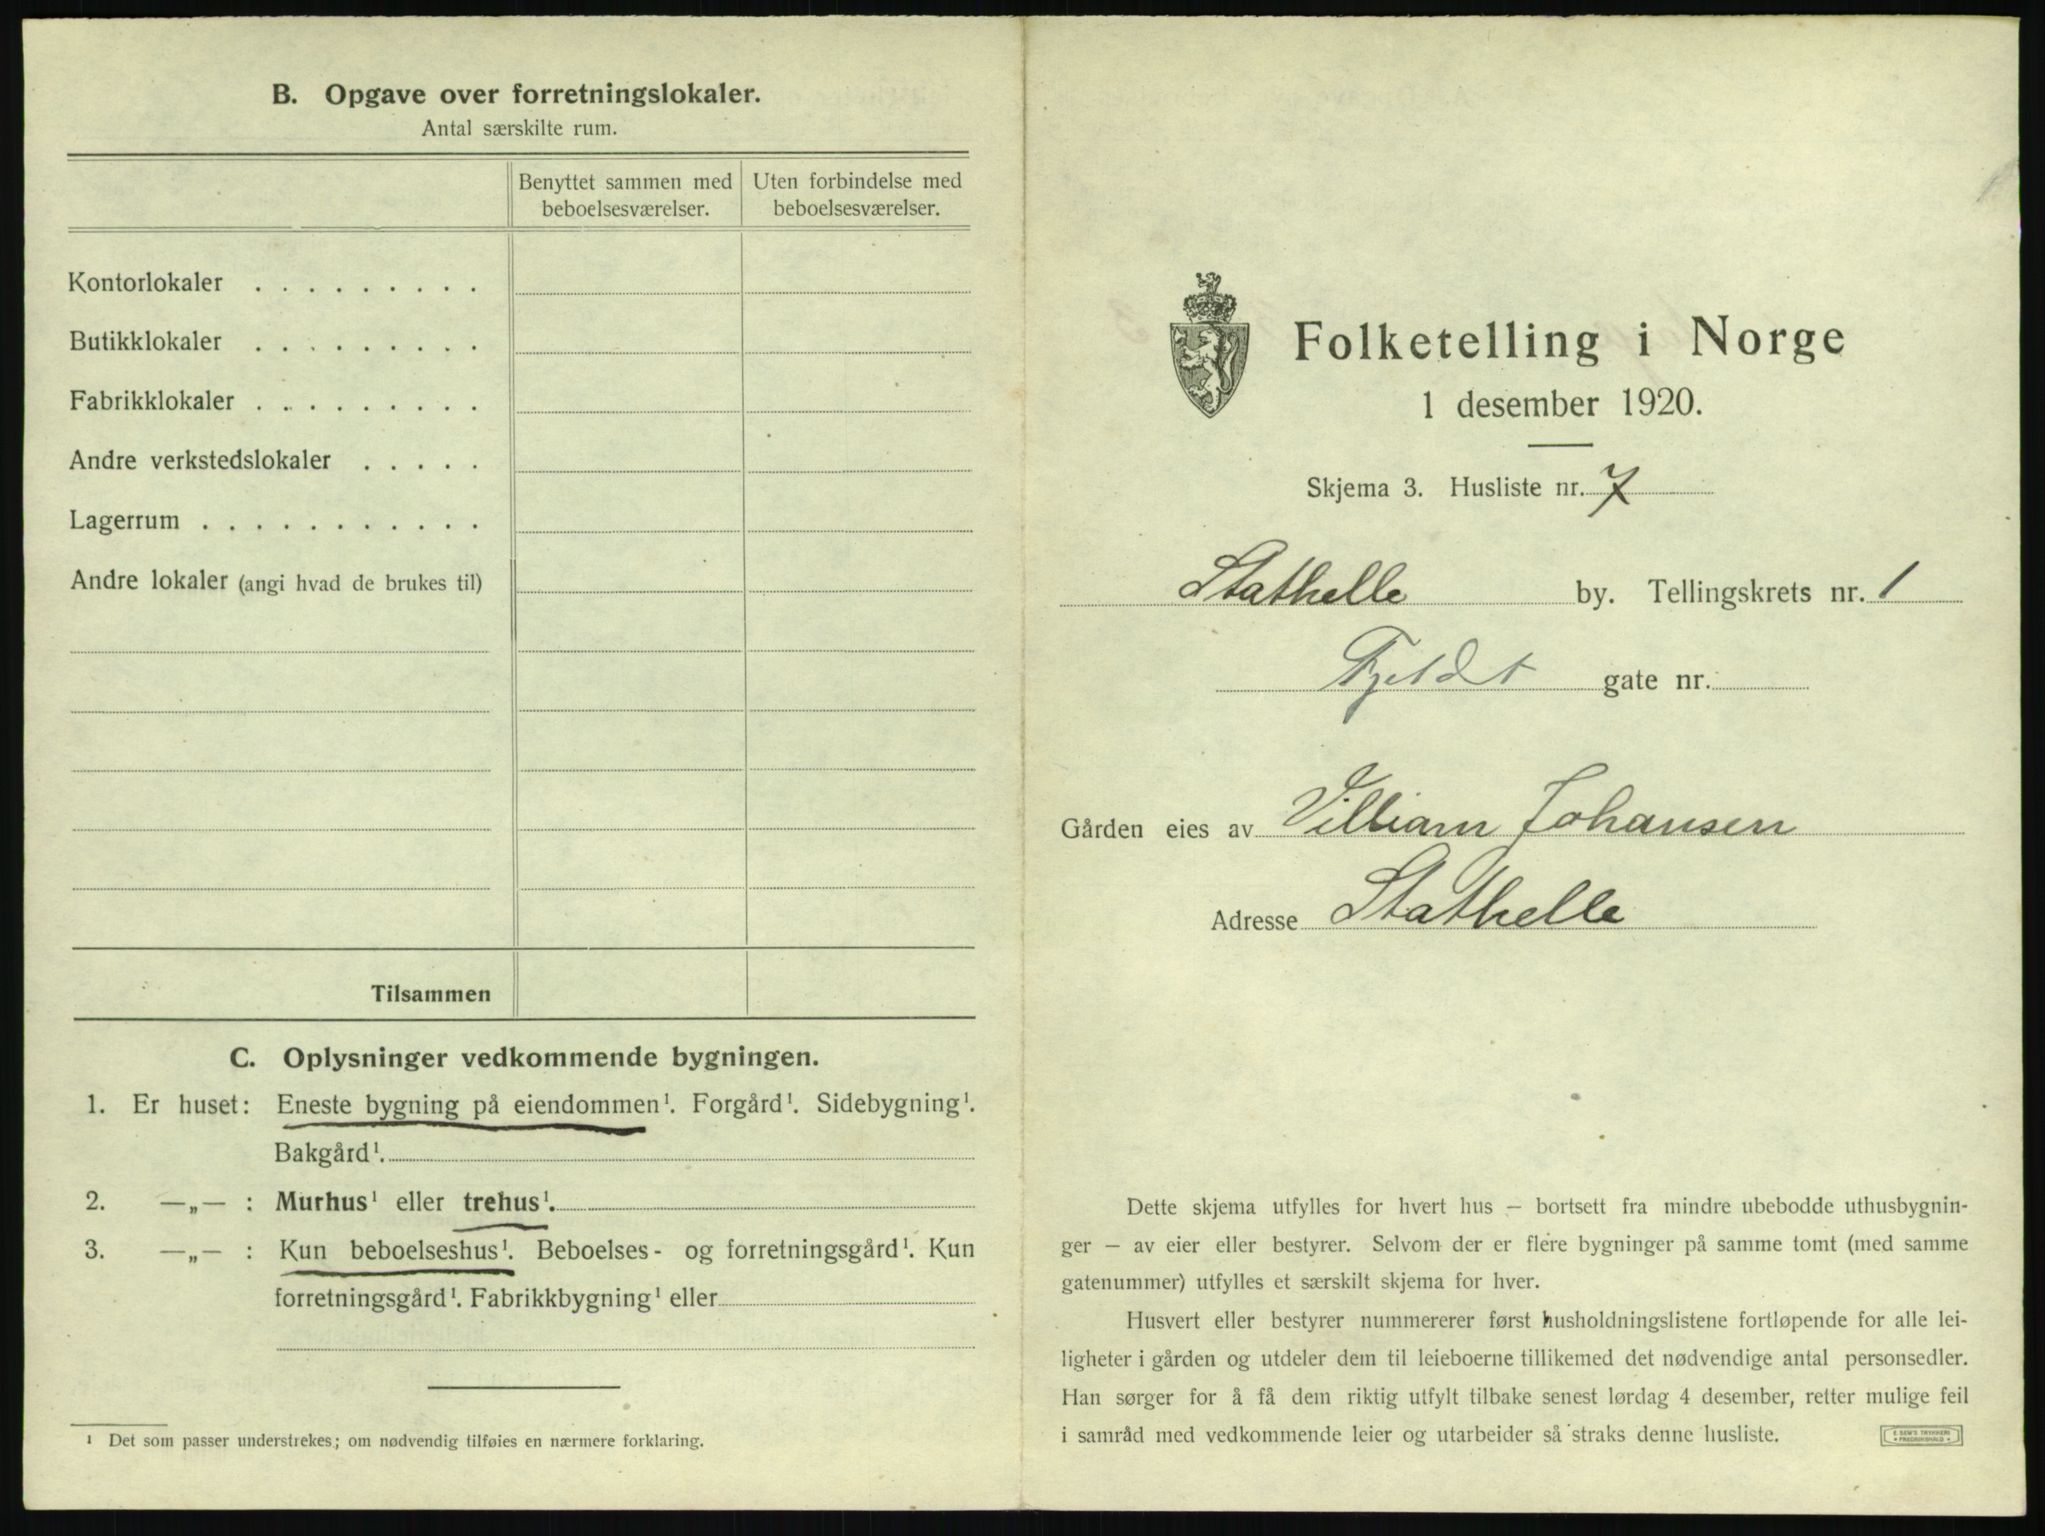 B. Opgave over forretningslokaler.
Antal særskilte rum.
Benyttet sammen med beboelsesværelser.
Uten forbindelse med beboelsesværelser.
Kontorlokaler . . . . . . . . .
Butikklokaler . . . . . . . . .
Fabrikklokaler . . . . . . . . .
Andre verkstedslokaler . . . . .
Lagerrum . . . . . . . . . . .
Andre lokaler (angi hvad de brukes til)
Tilsammen
C. Oplysninger vedkommende bygningen.
1. Er huset: Eneste bygning på eiendommen¹. Forgård¹. Sidebygning¹.
Bakgård¹.
2. —„— : Murhus¹ eller trehus¹.
3. —„— : Kun beboelseshus¹. Beboelses- og forretningsgård¹. Kun
forretningsgård¹. Fabrikkbygning¹ eller
¹ Det som passer understrekes; om nødvendig tilføies en nærmere forklaring.
Folketelling i Norge
1 desember 1920.
Skjema 3. Husliste nr. 7
Stathelle by. Tellingskrets nr. 1
gate nr.
Gården eies av Villiam Johansen
Adresse Stathelle
Dette skjema utfylles for hvert hus — bortsett fra mindre ubebodde uthusbygnin-
ger — av eier eller bestyrer. Selvom der er flere bygninger på samme tomt (med samme
gatenummer) utfylles et særskilt skjema for hver.
Husvert eller bestyrer nummererer først husholdningslistene fortløpende for alle lei-
ligheter i gården og utdeler dem til leieboerne tillikemed det nødvendige antal personsedler.
Han sørger for å få dem riktig utfylt tilbake senest lørdag 4 desember, retter mulige feil
i samråd med vedkommende leier og utarbeider så straks denne husliste.
E. SEM'S TRYKKERI
FREDRIKSHALD